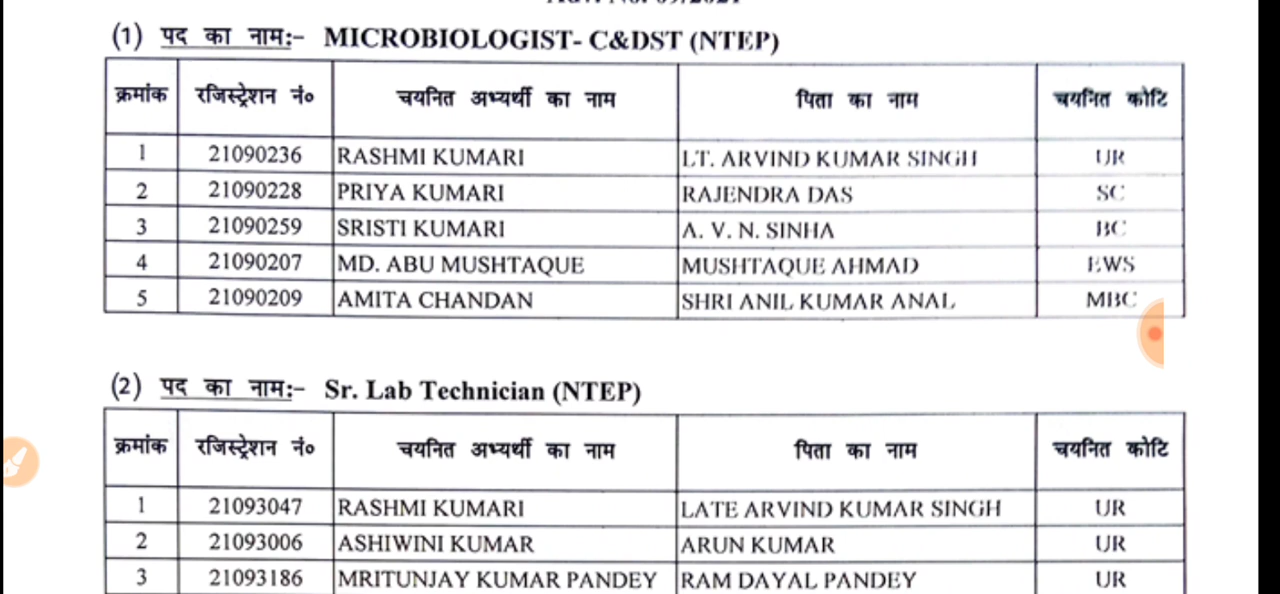 (1) पद का नाम:- MICROBIOLOGIST- C&DST (NTEP)
क्रमांक रजिस्ट्रेशन नं० चयनित अभ्यर्थी का नाम पिता का नाम चयनित कोटि
1 21090236 RASHMI KUMARI LT. ARVIND KUMAR SINGH UR
2 21090228 PRIYA KUMARI RAJENDRA DAS SC
3 21090259 SRISTI KUMARI A. V. N. SINHA BC
4 21090207 MD. ABU MUSHTAQUE MUSHTAQUE AHMAD EWS
5 21090209 AMITA CHANDAN SHRI ANIL KUMAR ANAL MBC
(2) पद का नाम:- Sr. Lab Technician (NTEP)
क्रमांक रजिस्ट्रेशन नं० चयनित अभ्यर्थी का नाम पिता का नाम चयनित कोटि
1 21093047 RASHMI KUMARI LATE ARVIND KUMAR SINGH UR
2 21093006 ASHIWINI KUMAR ARUN KUMAR UR
3 21093186 MRITUNJAY KUMAR PANDEY RAM DAYAL PANDEY UR